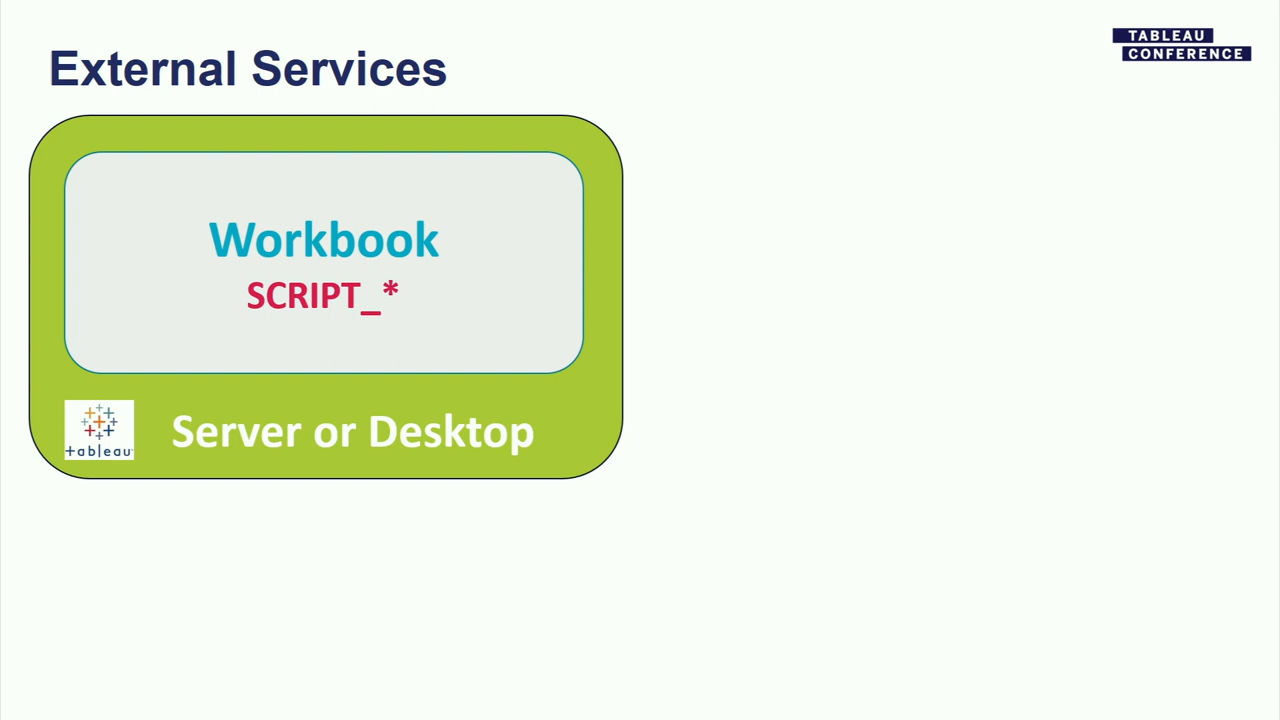 TABLEAU
CONFERENCE
External Services
Workbook
SCRIPT_*
+ableau
Server or Desktop